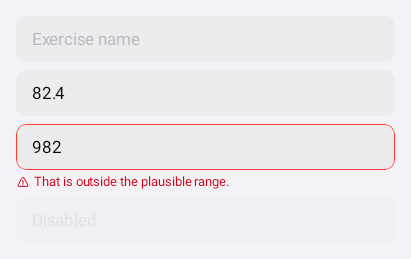 Exercise name
82.4
982
That is outside the plausible range.
Disabled